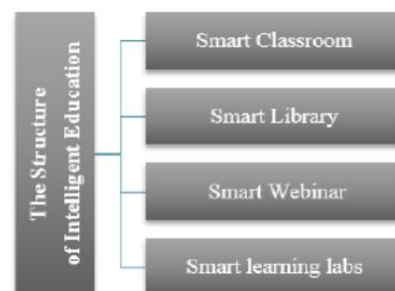 The Structure
of Intelligent Education
Smart Classroom
Smart Library
Smart Webinar
Smart learning labs